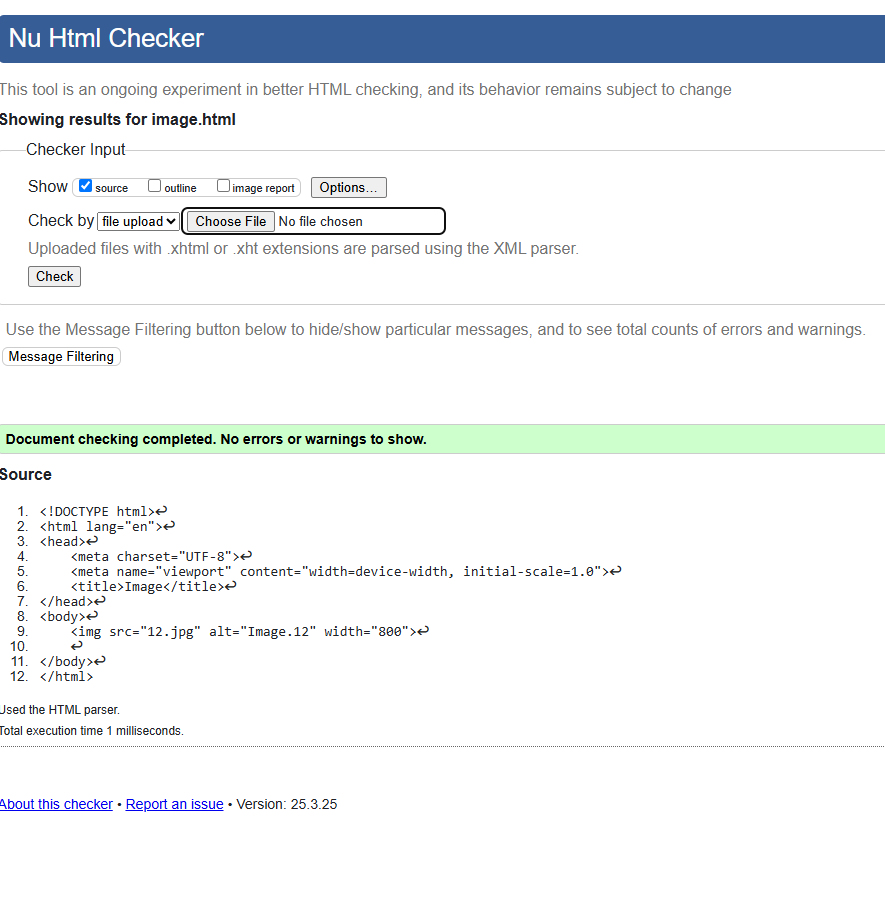 Nu Html Checker
This tool is an ongoing experiment in better HTML checking, and its behavior remains subject to change
Showing results for image.html
Checker Input
Show source outline image report Options...
Check by file upload Choose File No file chosen
Uploaded files with .xhtml or .xht extensions are parsed using the XML parser.
Check
Use the Message Filtering button below to hide/show particular messages, and to see total counts of errors and warnings.
Message Filtering
Document checking completed. No errors or warnings to show.
Source
1. <!DOCTYPE html>↩
2. <html lang="en">↩
3. <head>↩
4.     <meta charset="UTF-8">↩
5.     <meta name="viewport" content="width=device-width, initial-scale=1.0">↩
6.     <title>Image</title>↩
7. </head>↩
8. <body>↩
9.     <img src="12.jpg" alt="Image.12" width="800">↩
10.     ↩
11. </body>↩
12. </html>
Used the HTML parser.
Total execution time 1 milliseconds.
About this checker • Report an issue • Version: 25.3.25